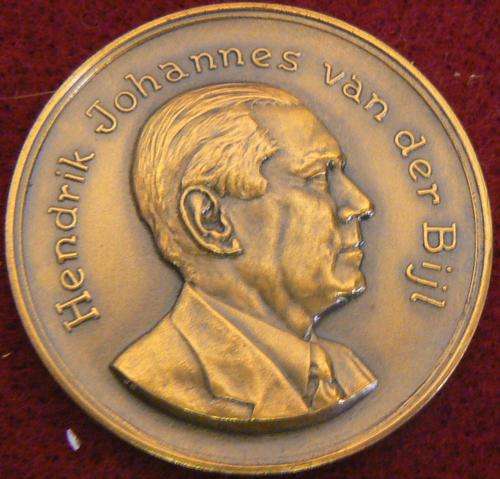 Hendrik Johannes van der Bijl